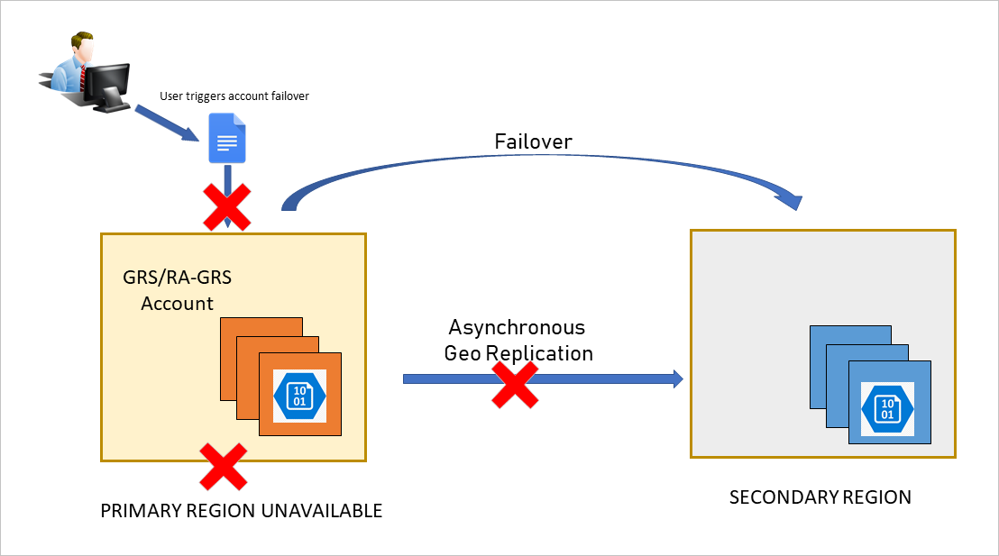 User triggers account failover
Failover
GRS/RA-GRS
Account
Asynchronous
Geo Replication
10
01
10
01
PRIMARY REGION UNAVAILABLE
SECONDARY REGION